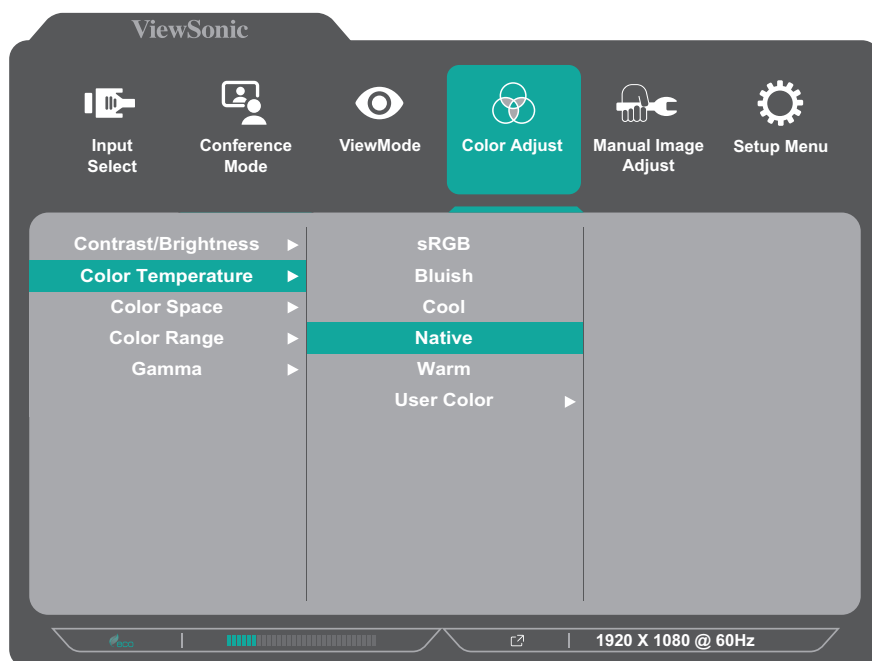 ViewSonic
Input
Select
Conference
Mode
ViewMode
Color Adjust
Manual Image
Adjust
Setup Menu
Contrast/Brightness
Color Temperature
Color Space
Color Range
Gamma
sRGB
Bluish
Cool
Native
Warm
User Color
eco
1920 X 1080 @ 60Hz